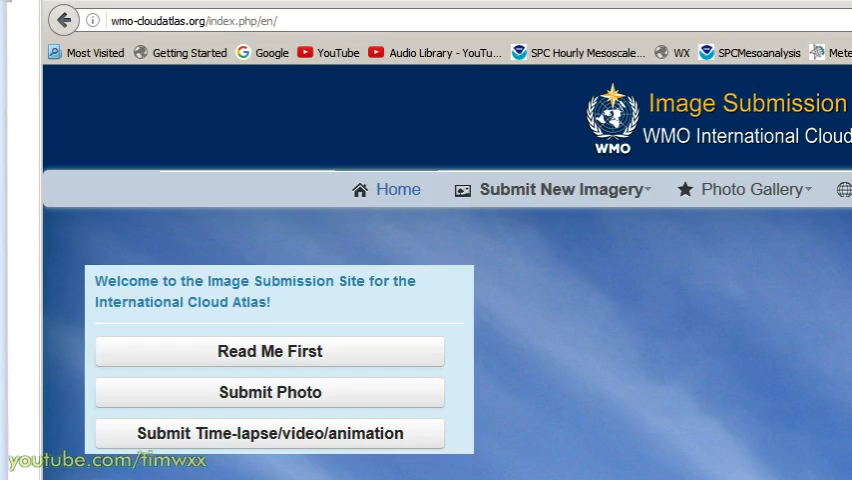 wmo-cloudatlas.org/index.php/en/
Most Visited Getting Started Google YouTube Audio Library - YouTu... SPC Hourly Mesoscale... WX SPCMesoanalysis Mete
Image Submission
WMO International Cloud
WMO
Home Submit New Imagery Photo Gallery
Welcome to the Image Submission Site for the
International Cloud Atlas!
Read Me First
Submit Photo
Submit Time-lapse/video/animation
youtube.com/timwxx